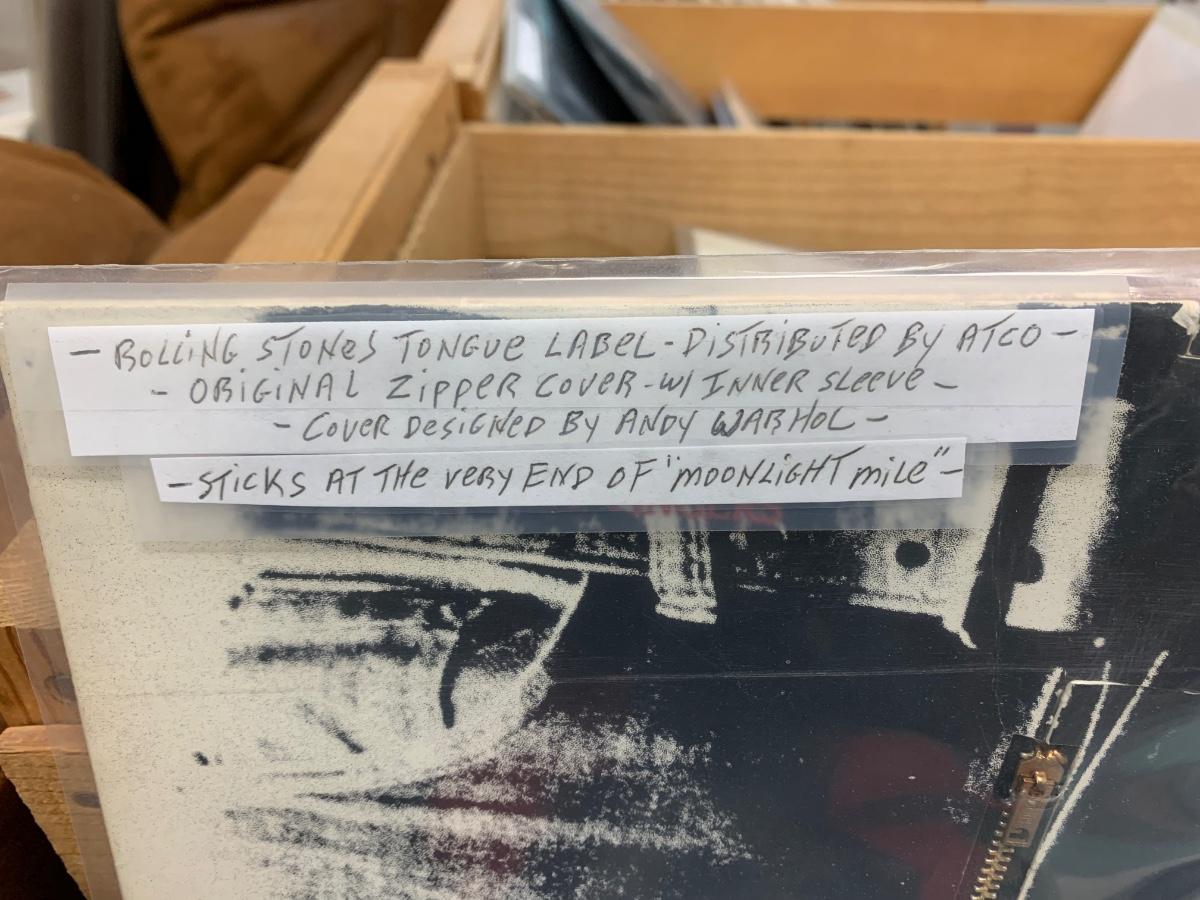 - ROLLING STONES TONGUE LABEL - DISTRIBUTED BY ATCO -
- ORIGINAL ZIPPER COVER - W/ INNER SLEEVE -
- COVER DESIGNED BY ANDY WARHOL -
- STICKS AT THE VERY END OF "MOONLIGHT MILE" -